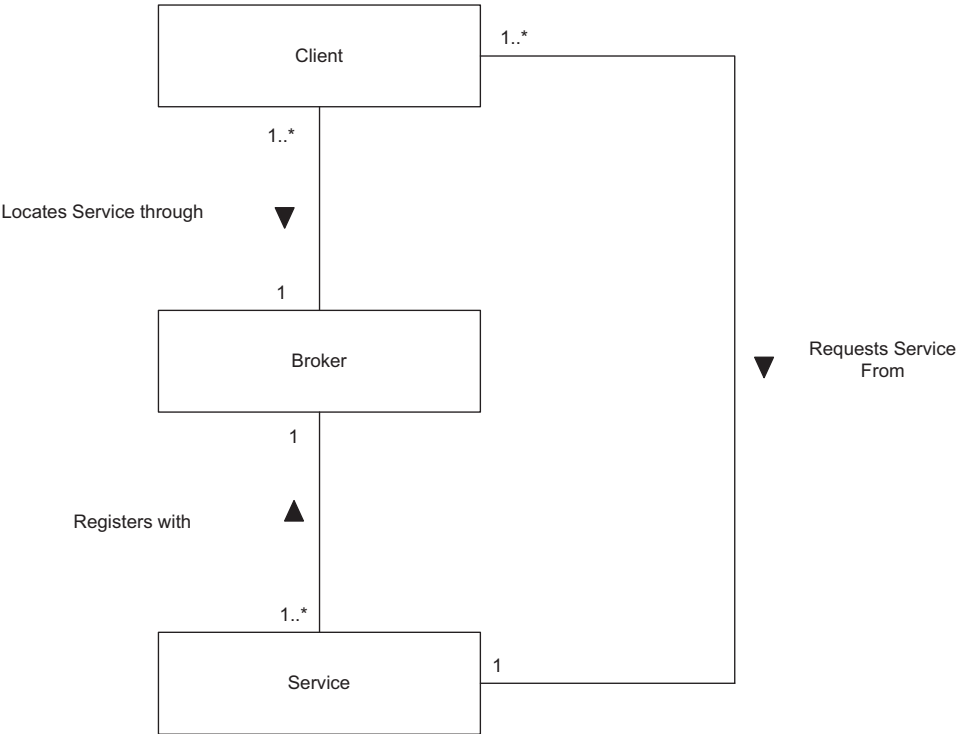 Client
1..*
1..*
Locates Service through
1
Broker
Requests Service
From
1
Registers with
1..*
Service
1